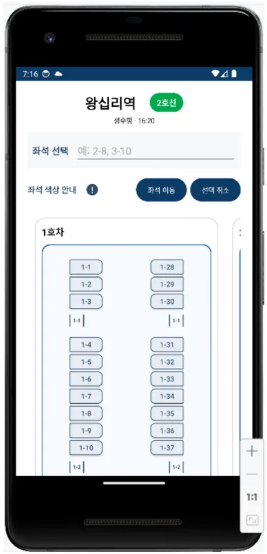 7:16
왕십리역 2호선
성수행 · 16:20
좌석 선택 예: 2-8, 3-10
좌석 색상 안내 ! 좌석 이동 선택 취소
1호차
1-1 1-28
1-2 1-29
1-3 1-30
1-1 1-1
1-4 1-31
1-5 1-32
1-6 1-33
1-7 1-34
1-8 1-35
1-9 1-36
1-10 1-37
1-2 1-2
1:1